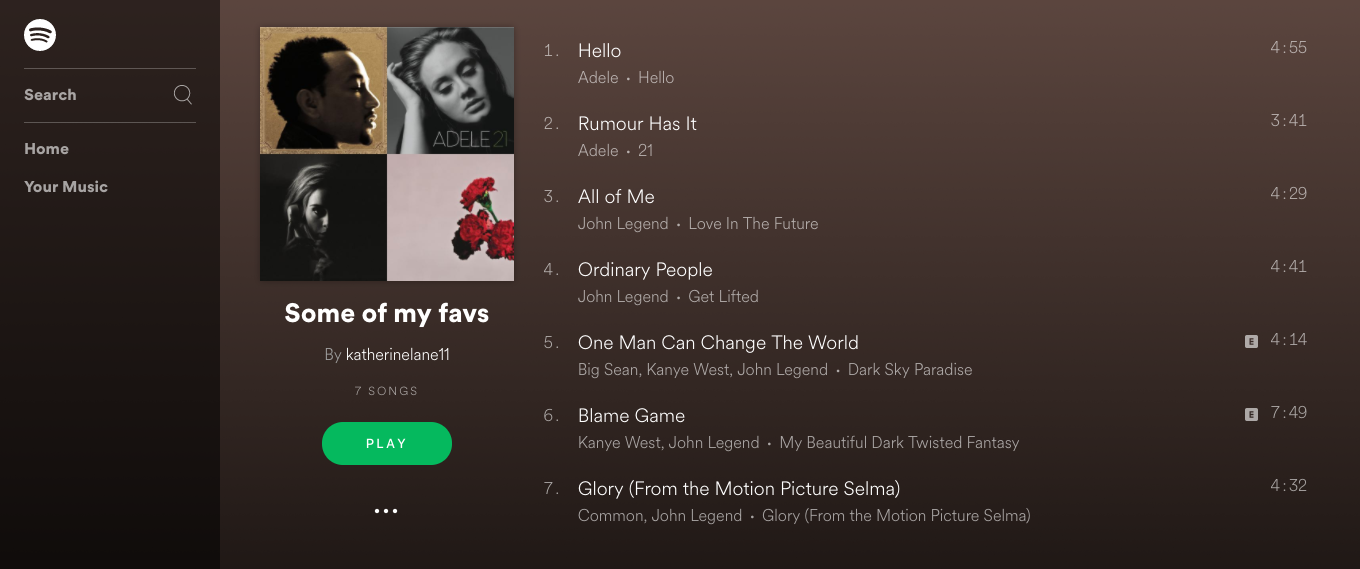 Search
Home
Your Music
ADELE 21
Some of my favs
By katherinelane11
7 SONGS
PLAY
1. Hello 4:55
Adele • Hello
2. Rumour Has It 3:41
Adele • 21
3. All of Me 4:29
John Legend • Love In The Future
4. Ordinary People 4:41
John Legend • Get Lifted
5. One Man Can Change The World E 4:14
Big Sean, Kanye West, John Legend • Dark Sky Paradise
6. Blame Game E 7:49
Kanye West, John Legend • My Beautiful Dark Twisted Fantasy
7. Glory (From the Motion Picture Selma) 4:32
Common, John Legend • Glory (From the Motion Picture Selma)